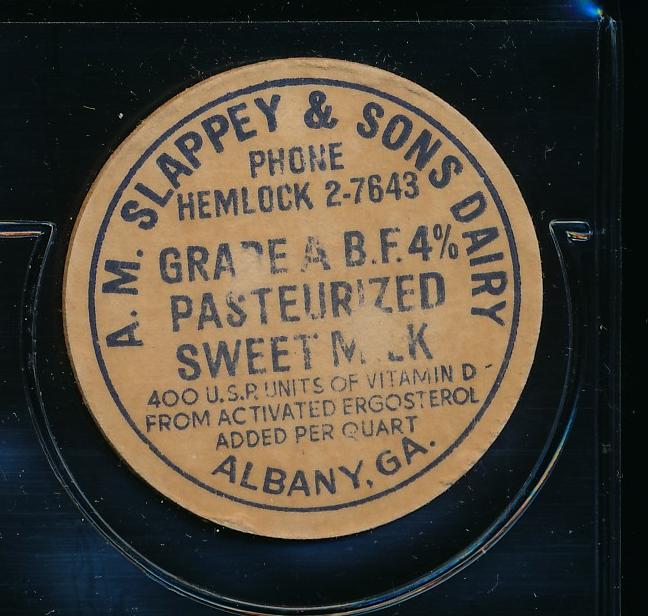 A. M. SLAPPEY & SONS DAIRY
PHONE
HEMLOCK 2-7643
GRADE A B.F. 4%
PASTEURIZED
SWEET MILK
400 U.S.P. UNITS OF VITAMIN D -
FROM ACTIVATED ERGOSTEROL
ADDED PER QUART
ALBANY, GA.